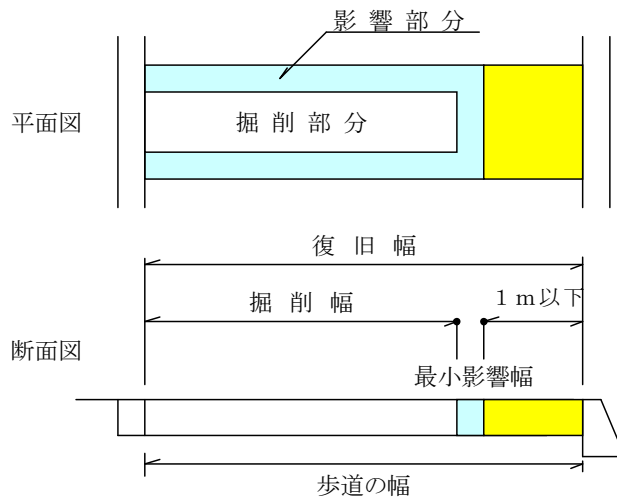 影響部分
平面図
掘削部分
復旧幅
掘削幅
1m以下
断面図
最小影響幅
歩道の幅